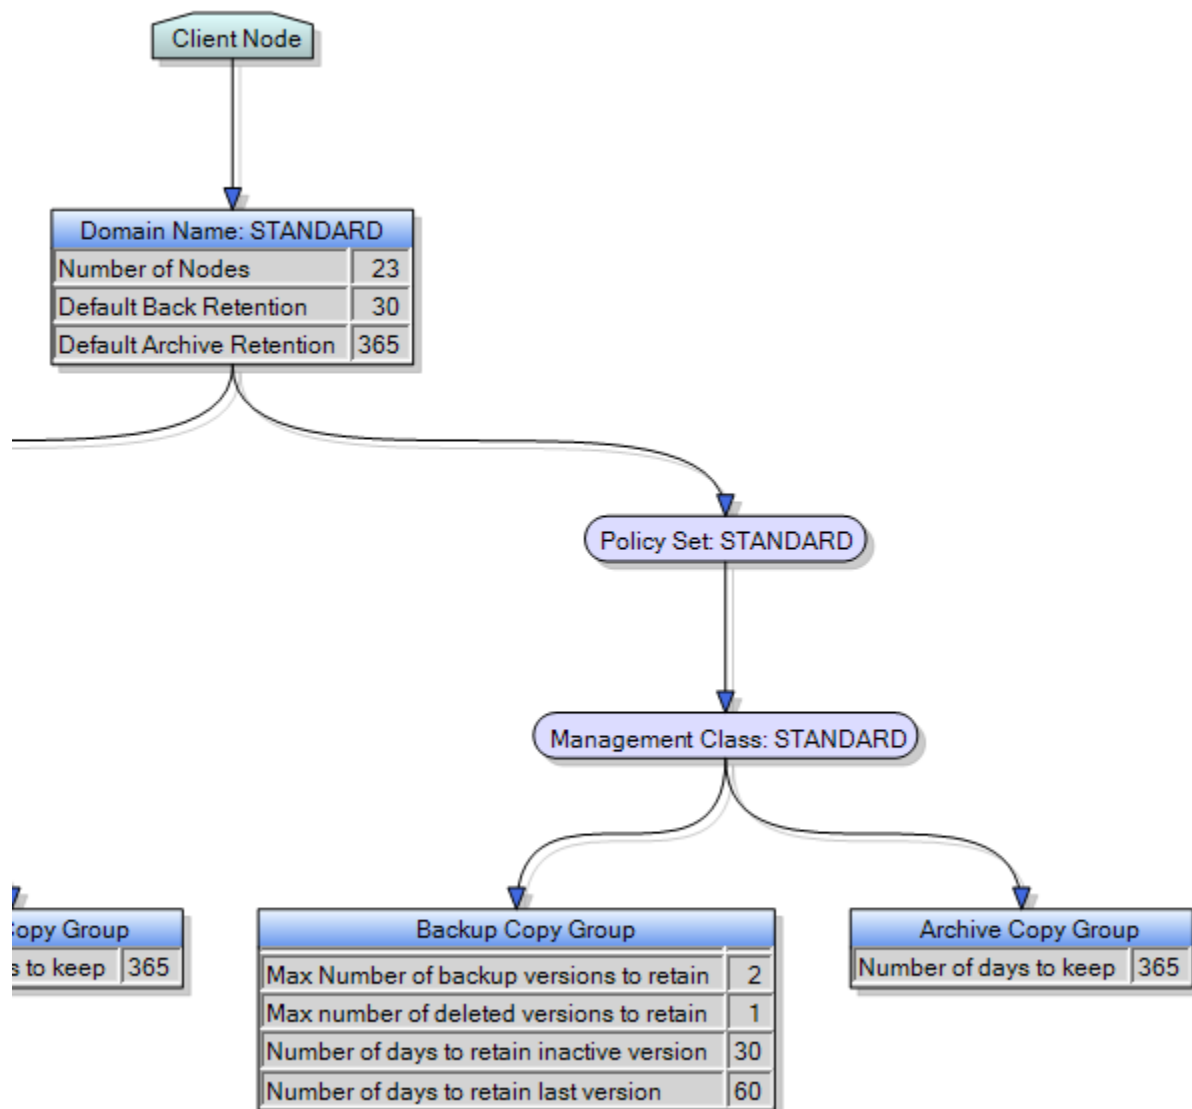 Client Node
Domain Name: STANDARD
Number of Nodes 23
Default Back Retention 30
Default Archive Retention 365
Policy Set: STANDARD
Management Class: STANDARD
opy Group
s to keep 365
Backup Copy Group
Max Number of backup versions to retain 2
Max number of deleted versions to retain 1
Number of days to retain inactive version 30
Number of days to retain last version 60
Archive Copy Group
Number of days to keep 365